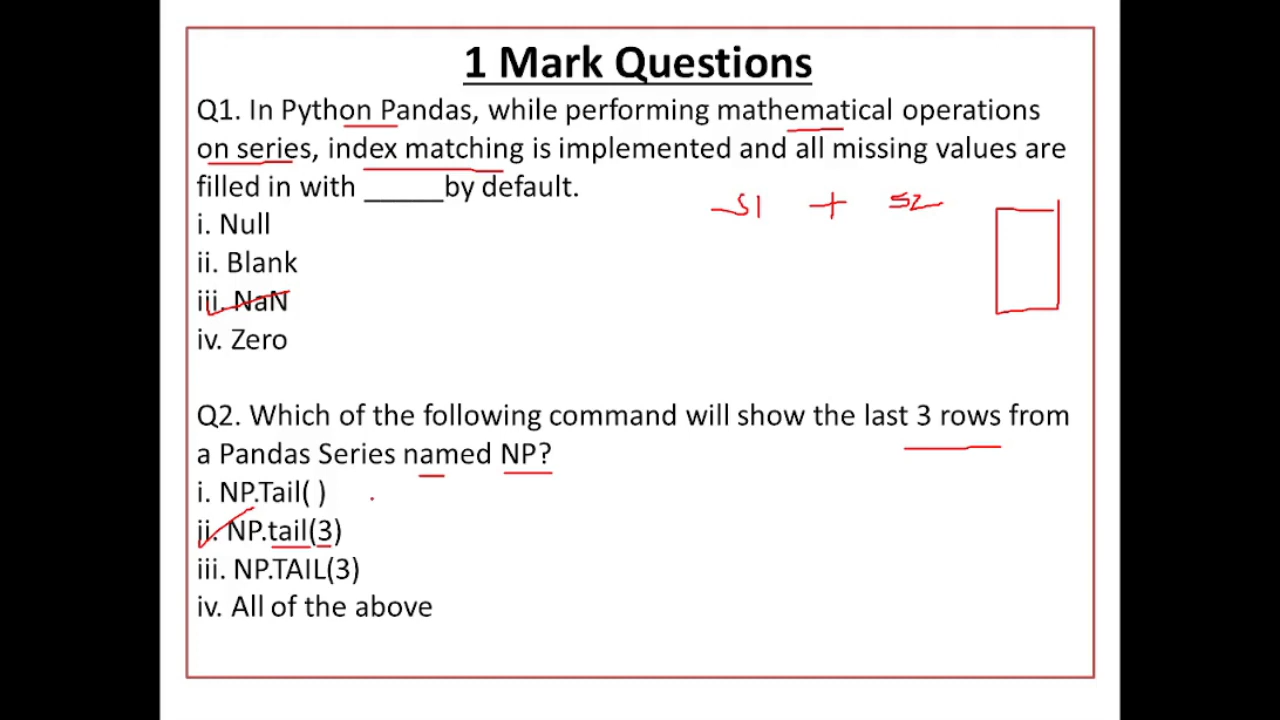 1 Mark Questions
Q1. In Python Pandas, while performing mathematical operations
on series, index matching is implemented and all missing values are
filled in with _____by default.
S1 + S2
i. Null
ii. Blank
iii. NaN
iv. Zero
Q2. Which of the following command will show the last 3 rows from
a Pandas Series named NP?
i. NP.Tail( )
ii. NP.tail(3)
iii. NP.TAIL(3)
iv. All of the above